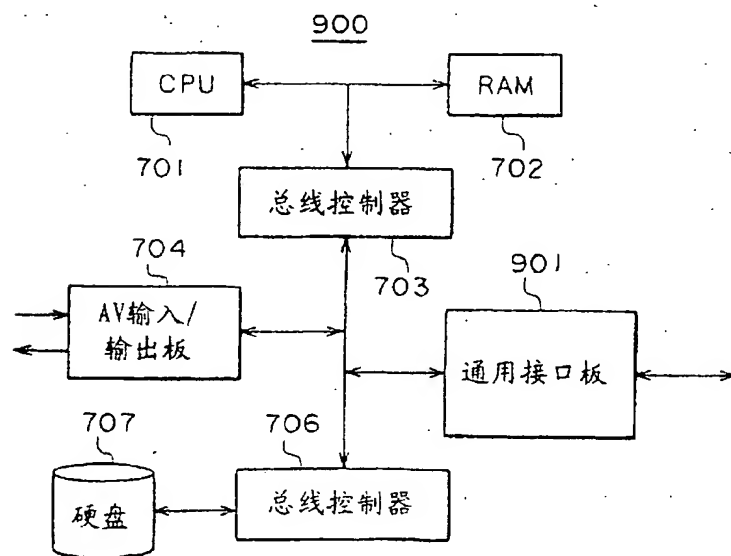 900
CPU
RAM
701
702
总线控制器
703
704
AV输入/
输出板
901
通用接口板
707
706
硬盘
总线控制器